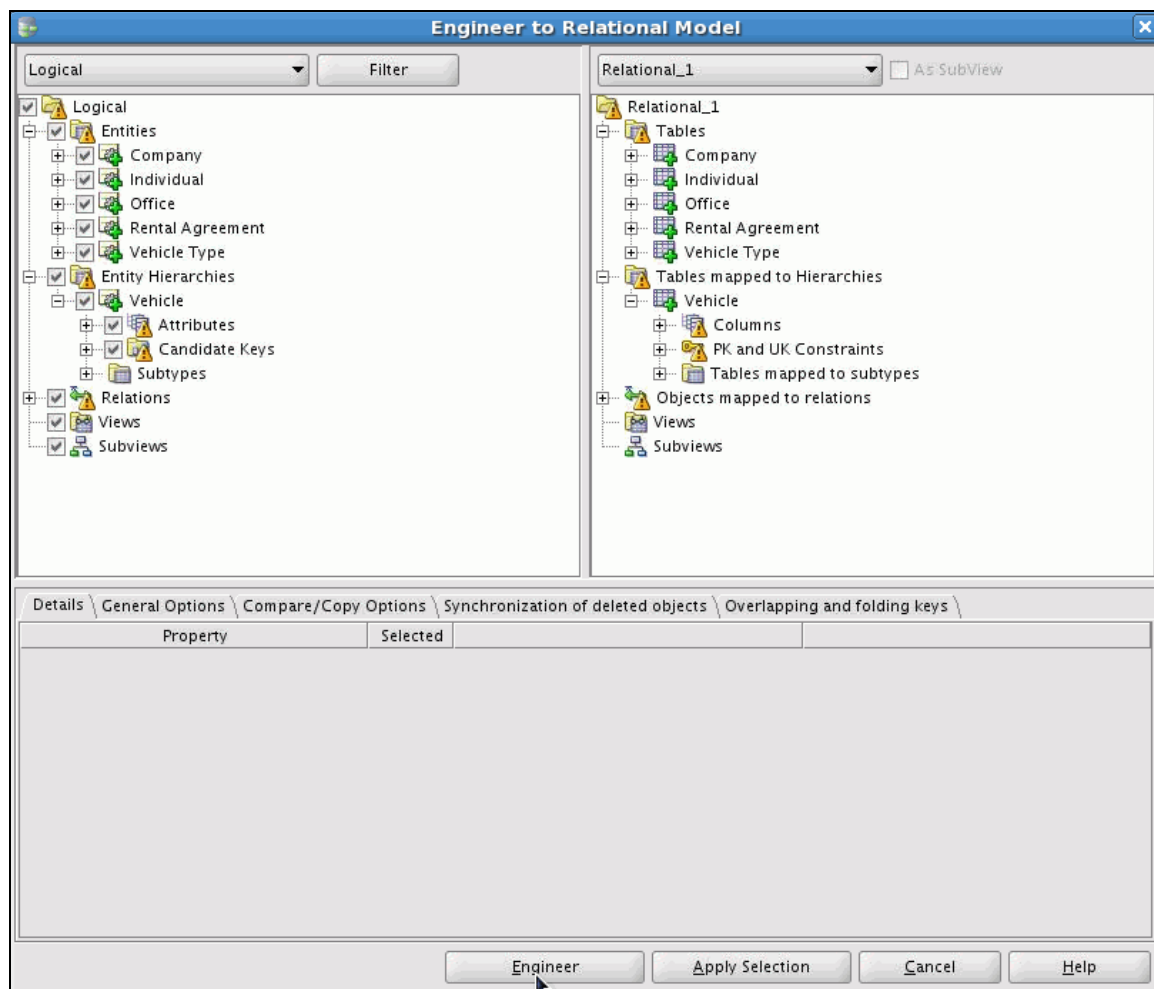 Engineer to Relational Model
Logical
Filter
Relational_1
As SubView
Logical
Entities
Company
Individual
Office
Rental Agreement
Vehicle Type
Entity Hierarchies
Vehicle
Attributes
Candidate Keys
Subtypes
Relations
Views
Subviews
Relational_1
Tables
Company
Individual
Office
Rental Agreement
Vehicle Type
Tables mapped to Hierarchies
Vehicle
Columns
PK and UK Constraints
Tables mapped to subtypes
Objects mapped to relations
Views
Subviews
Details General Options Compare/Copy Options Synchronization of deleted objects Overlapping and folding keys
Property Selected
Engineer Apply Selection Cancel Help